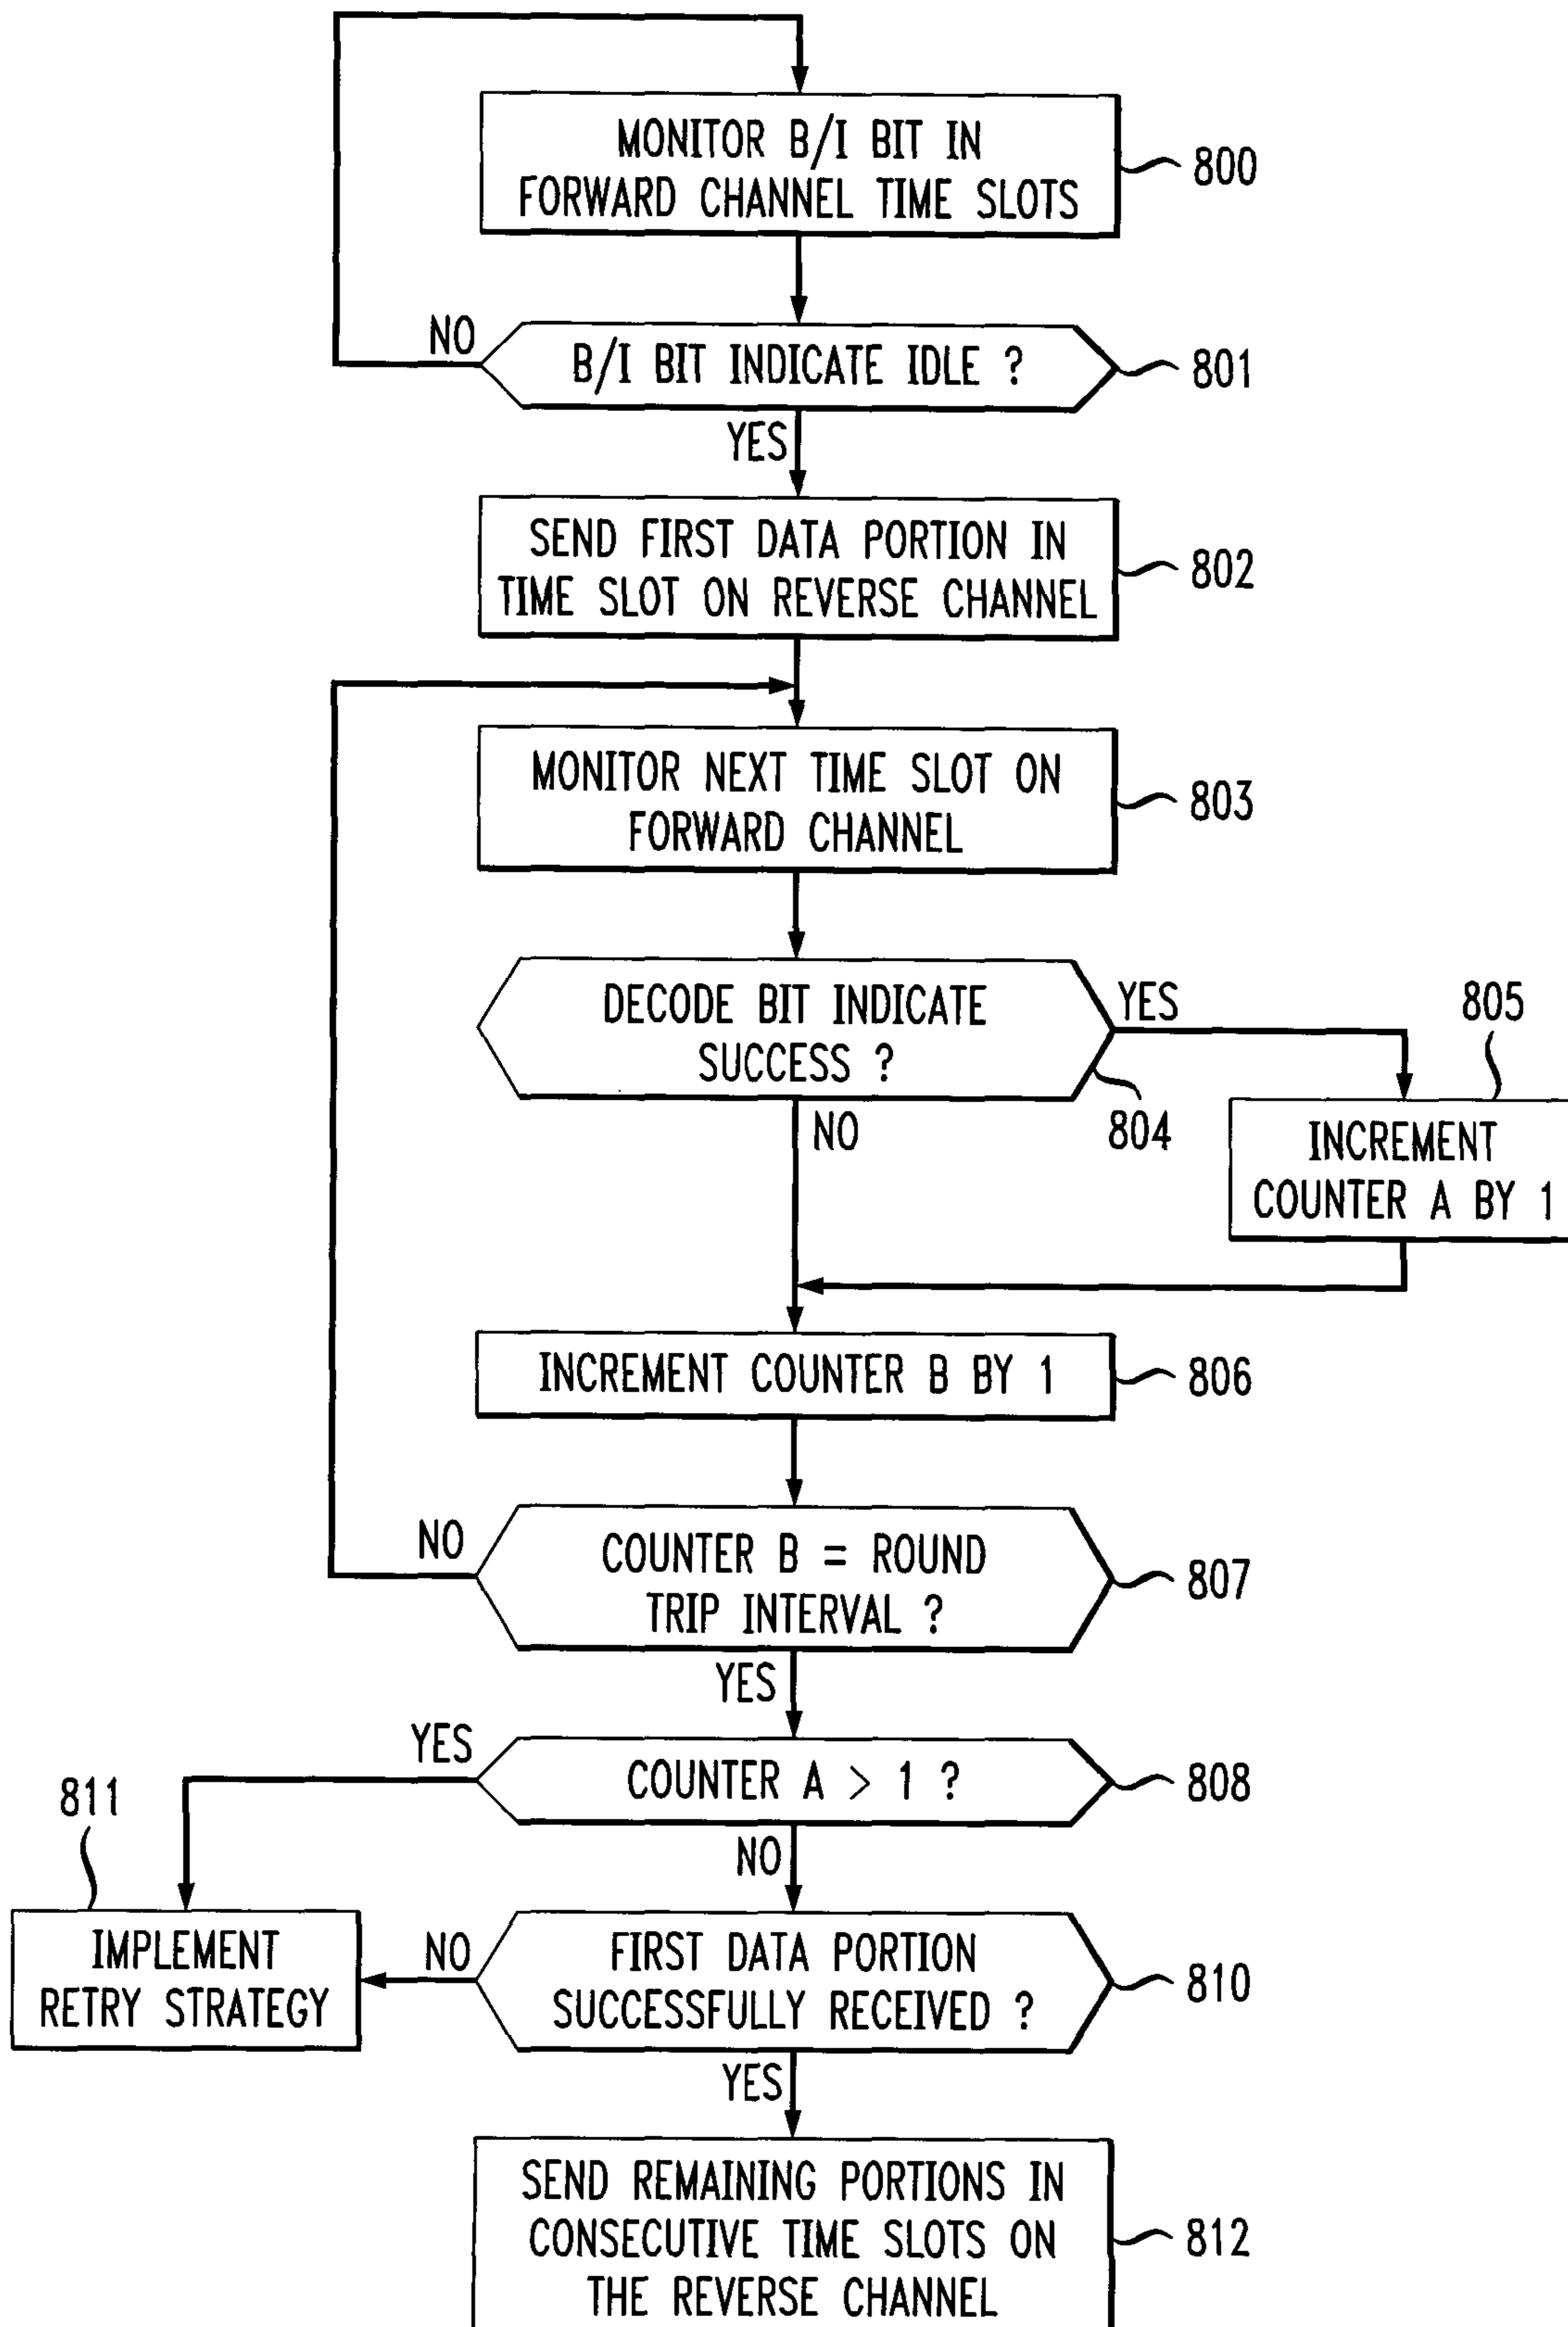 MONITOR B/I BIT IN
FORWARD CHANNEL TIME SLOTS
800
NO
B/I BIT INDICATE IDLE ?
801
YES
SEND FIRST DATA PORTION IN
TIME SLOT ON REVERSE CHANNEL
802
MONITOR NEXT TIME SLOT ON
FORWARD CHANNEL
803
DECODE BIT INDICATE
SUCCESS ?
YES
804
NO
805
INCREMENT
COUNTER A BY 1
INCREMENT COUNTER B BY 1
806
NO
COUNTER B = ROUND
TRIP INTERVAL ?
807
YES
YES
COUNTER A > 1 ?
808
811
NO
IMPLEMENT
RETRY STRATEGY
NO
FIRST DATA PORTION
SUCCESSFULLY RECEIVED ?
810
YES
SEND REMAINING PORTIONS IN
CONSECUTIVE TIME SLOTS ON
THE REVERSE CHANNEL
812